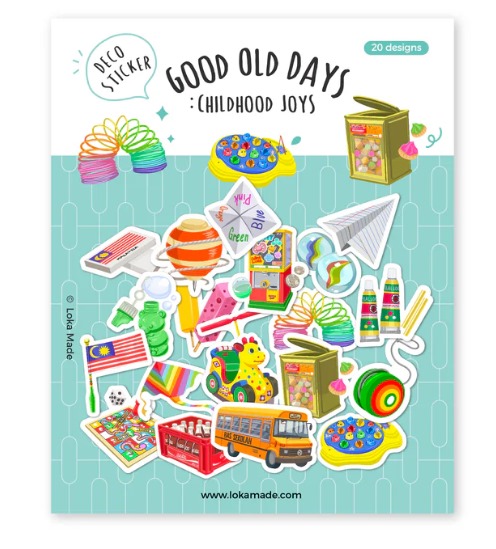 DECO
STICKER
GOOD OLD DAYS
: CHILDHOOD JOYS
20 designs
Pink
Blue
Green
© Loka Made
BAS SEKOLAH
www.lokamade.com